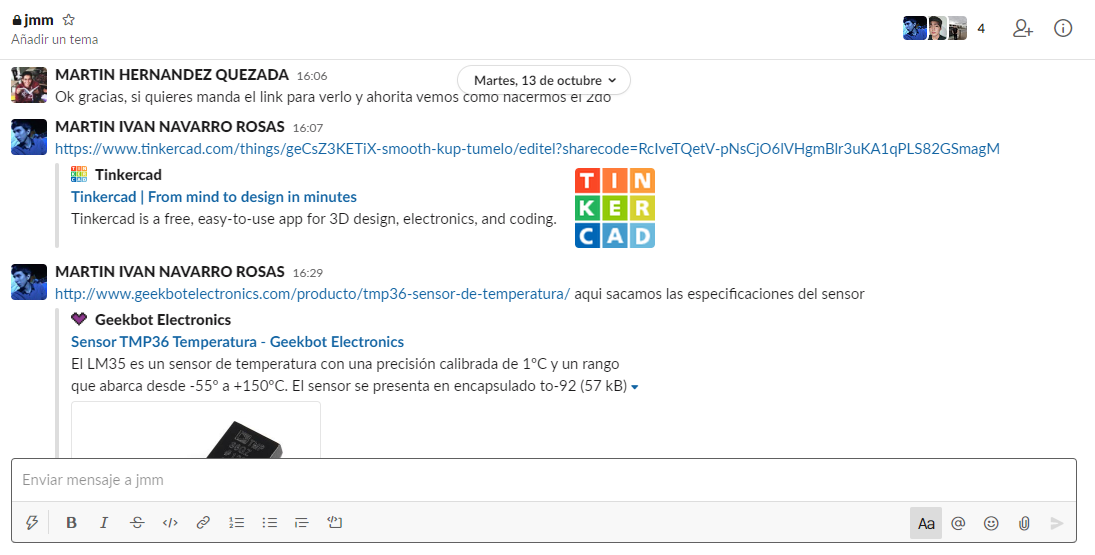 jmm
Añadir un tema
4
MARTIN HERNANDEZ QUEZADA 16:06
Martes, 13 de octubre
Ok gracias, si quieres manda el link para verlo y ahorita vemos como hacermos el 2do
MARTIN IVAN NAVARRO ROSAS 16:07
https://www.tinkercad.com/things/geCsZ3KETiX-smooth-kup-tumelo/editel?sharecode=RcIveTQetV-pNsCjO6lVHgmBlr3uKA1qPLS82GSmagM
Tinkercad
Tinkercad | From mind to design in minutes
Tinkercad is a free, easy-to-use app for 3D design, electronics, and coding.
TIN
KER
CAD
MARTIN IVAN NAVARRO ROSAS 16:29
http://www.geekbotelectronics.com/producto/tmp36-sensor-de-temperatura/ aqui sacamos las especificaciones del sensor
Geekbot Electronics
Sensor TMP36 Temperatura - Geekbot Electronics
El LM35 es un sensor de temperatura con una precisión calibrada de 1°C y un rango
que abarca desde -55° a +150°C. El sensor se presenta en encapsulado to-92 (57 kB)
TMP
Enviar mensaje a jmm
B I S </> Aa @